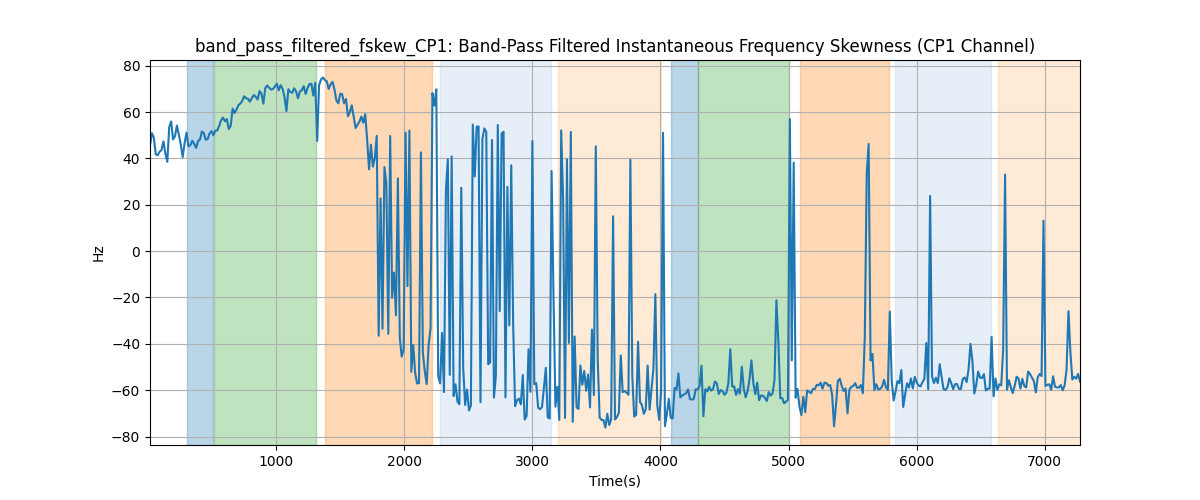 band_pass_filtered_fskew_CP1: Band-Pass Filtered Instantaneous Frequency Skewness (CP1 Channel)
80
60
40
20
0
−20
−40
−60
−80
Hz
1000 2000 3000 4000 5000 6000 7000
Time(s)